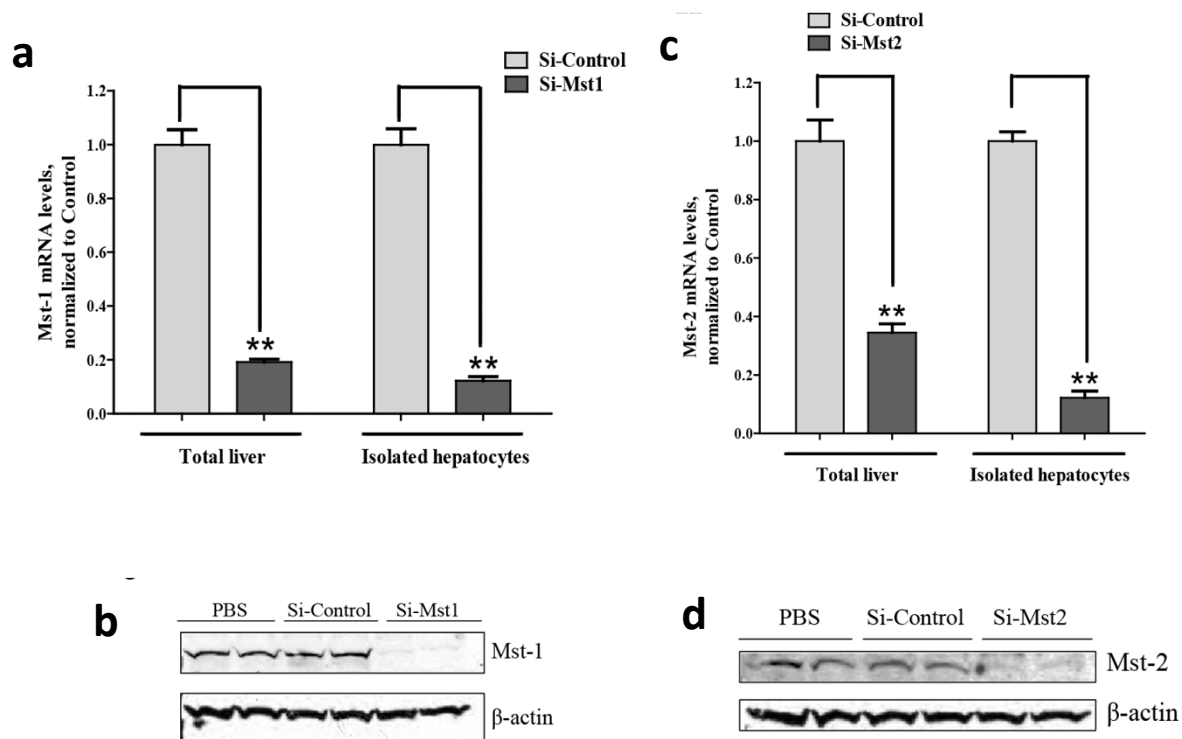 a
Si-Control
Si-Mst1
Mst-1 mRNA levels,
normalized to Control
1.2
1.0
0.8
0.6
0.4
0.2
0.0
**
**
Total liver
Isolated hepatocytes
c
Si-Control
Si-Mst2
Mst-2 mRNA levels,
normalized to Control
1.2
1.0
0.8
0.6
0.4
0.2
0.0
**
**
Total liver
Isolated hepatocytes
b
PBS Si-Control Si-Mst1
Mst-1
β-actin
d
PBS Si-Control Si-Mst2
Mst-2
β-actin